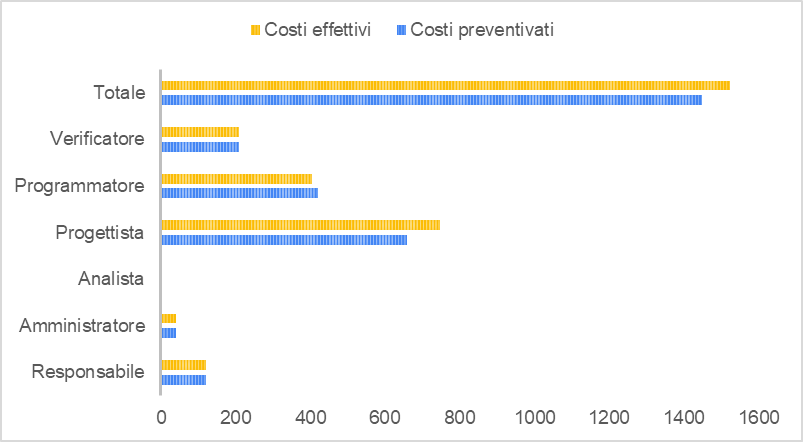 Costi effettivi Costi preventivati
Totale
Verificatore
Programmatore
Progettista
Analista
Amministratore
Responsabile
0 200 400 600 800 1000 1200 1400 1600